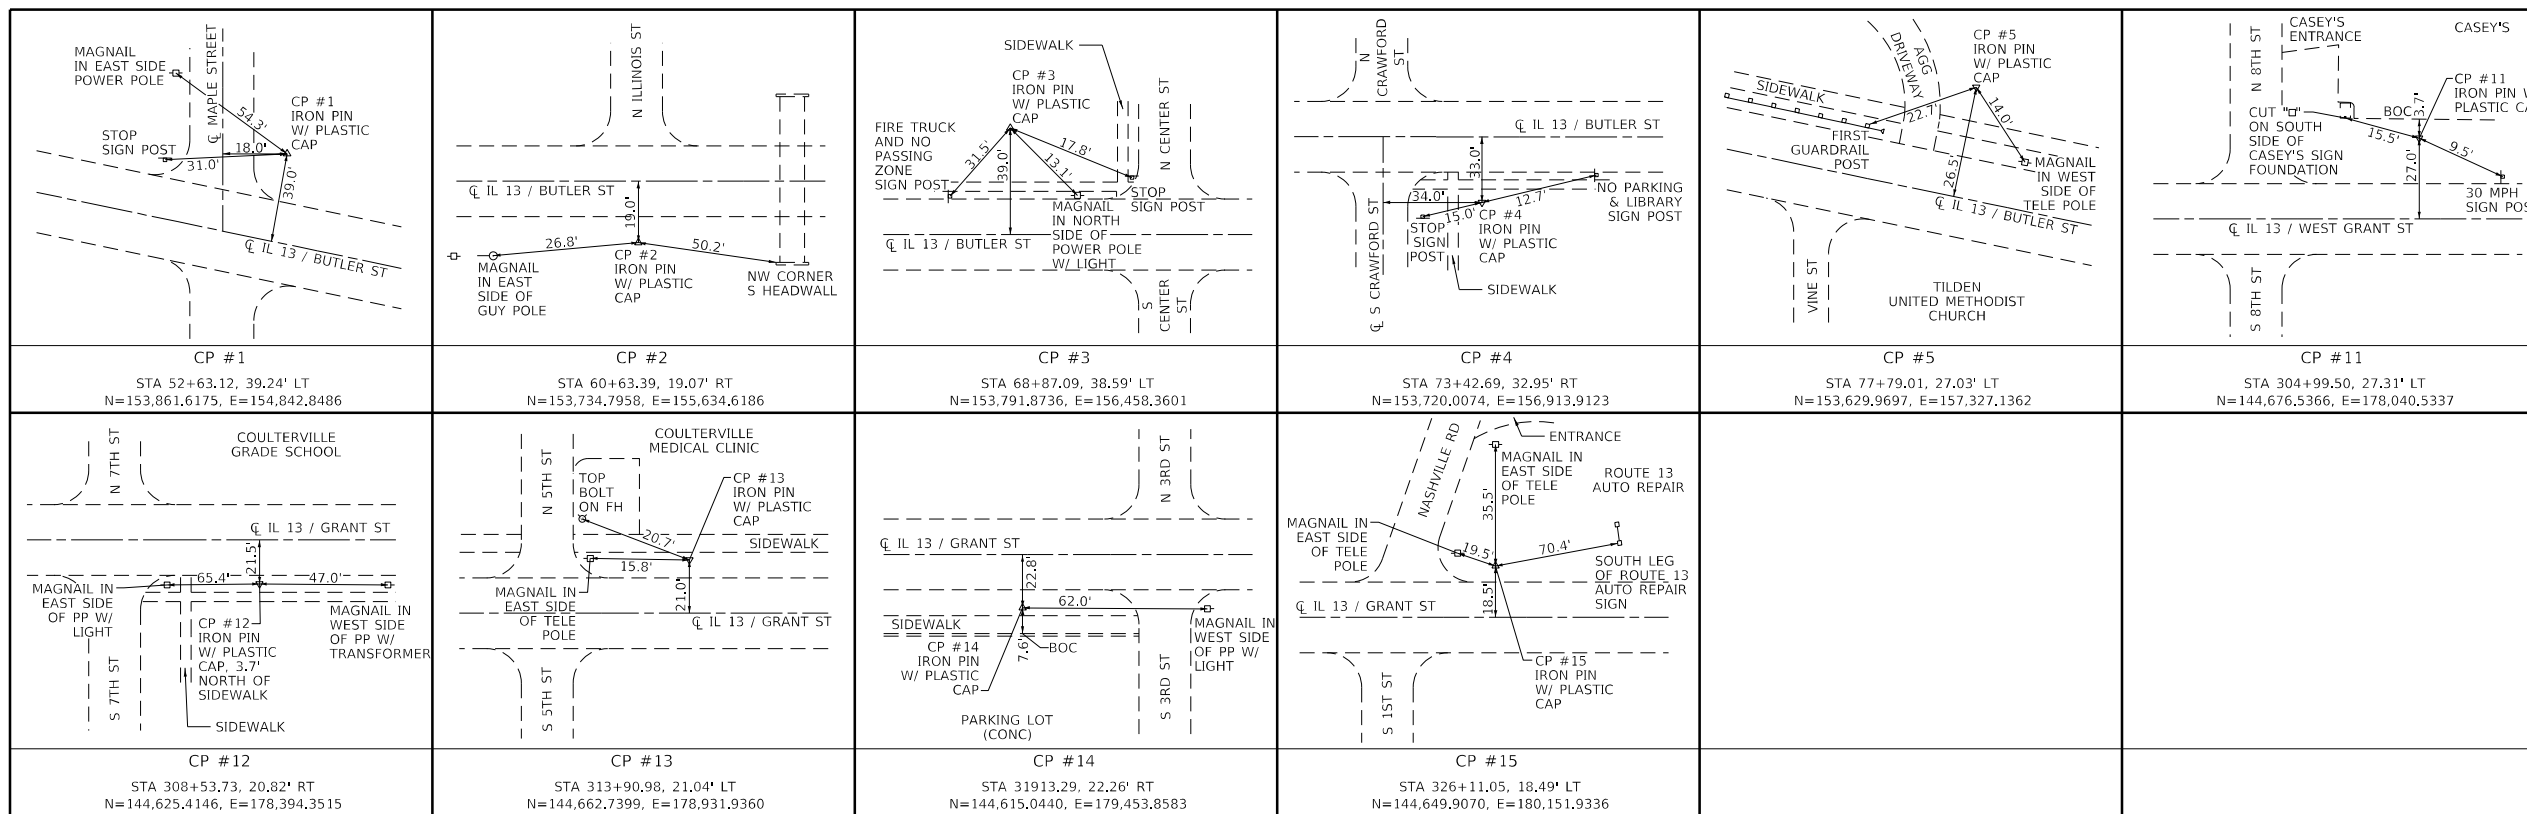 MAGNAIL
IN EAST SIDE
POWER POLE
℄ MAPLE STREET
CP #1
IRON PIN
W/ PLASTIC
CAP
54.3'
STOP
SIGN POST
18.0'
31.0'
39.0'
℄ IL 13 / BUTLER ST
CP #1
STA 52+63.12, 39.24' LT
N=153,861.6175, E=154,842.8486
N ILLINOIS ST
℄ IL 13 / BUTLER ST
19.0'
26.8'
50.2'
MAGNAIL
IN EAST
SIDE OF
GUY POLE
CP #2
IRON PIN
W/ PLASTIC
CAP
NW CORNER
S HEADWALL
CP #2
STA 60+63.39, 19.07' RT
N=153,734.7958, E=155,634.6186
SIDEWALK
CP #3
IRON PIN
W/ PLASTIC
CAP
N CENTER ST
FIRE TRUCK
AND NO
PASSING
ZONE
SIGN POST
31.5'
39.0'
13.1'
17.8'
STOP
SIGN POST
MAGNAIL
IN NORTH
SIDE OF
POWER POLE
W/ LIGHT
℄ IL 13 / BUTLER ST
S
CENTER
ST
CP #3
STA 68+87.09, 38.59' LT
N=153,791.8736, E=156,458.3601
N
CRAWFORD
ST
℄ IL 13 / BUTLER ST
33.0'
34.0'
15.0'
12.7'
NO PARKING
& LIBRARY
SIGN POST
℄ S CRAWFORD ST
STOP
SIGN
POST
CP #4
IRON PIN
W/ PLASTIC
CAP
SIDEWALK
CP #4
STA 73+42.69, 32.95' RT
N=153,720.0074, E=156,913.9123
AGG
DRIVEWAY
CP #5
IRON PIN
W/ PLASTIC
CAP
SIDEWALK
22.7'
14.0'
26.5'
FIRST
GUARDRAIL
POST
MAGNAIL
IN WEST
SIDE OF
TELE POLE
℄ IL 13 / BUTLER ST
VINE ST
TILDEN
UNITED METHODIST
CHURCH
CP #5
STA 77+79.01, 27.03' LT
N=153,629.9697, E=157,327.1362
N 8TH ST
CASEY'S
ENTRANCE
CASEY'S
CP #11
IRON PIN W
PLASTIC CA
CUT "□"
ON SOUTH
SIDE OF
CASEY'S SIGN
FOUNDATION
BOC
3.7'
15.5'
9.5'
27.0'
30 MPH
SIGN POS
℄ IL 13 / WEST GRANT ST
S 8TH ST
CP #11
STA 304+99.50, 27.31' LT
N=144,676.5366, E=178,040.5337
N 7TH ST
COULTERVILLE
GRADE SCHOOL
℄ IL 13 / GRANT ST
21.5'
65.4'
47.0'
MAGNAIL IN
EAST SIDE
OF PP W/
LIGHT
CP #12
IRON PIN
W/ PLASTIC
CAP, 3.7'
NORTH OF
SIDEWALK
MAGNAIL IN
WEST SIDE
OF PP W/
TRANSFORMER
S 7TH ST
SIDEWALK
CP #12
STA 308+53.73, 20.82' RT
N=144,625.4146, E=178,394.3515
N 5TH ST
COULTERVILLE
MEDICAL CLINIC
TOP
BOLT
ON FH
CP #13
IRON PIN
W/ PLASTIC
CAP
20.7'
SIDEWALK
15.8'
21.0'
MAGNAIL IN
EAST SIDE
OF TELE
POLE
℄ IL 13 / GRANT ST
S 5TH ST
CP #13
STA 313+90.98, 21.04' LT
N=144,662.7399, E=178,931.9360
N 3RD ST
℄ IL 13 / GRANT ST
22.8'
62.0'
SIDEWALK
7.6'
BOC
CP #14
IRON PIN
W/ PLASTIC
CAP
MAGNAIL IN
WEST SIDE
OF PP W/
LIGHT
S 3RD ST
PARKING LOT
(CONC)
CP #14
STA 31913.29, 22.26' RT
N=144,615.0440, E=179,453.8583
NASHVILLE RD
ENTRANCE
MAGNAIL IN
EAST SIDE
OF TELE
POLE
ROUTE 13
AUTO REPAIR
35.5'
MAGNAIL IN
EAST SIDE
OF TELE
POLE
19.5'
70.4'
SOUTH LEG
OF ROUTE 13
AUTO REPAIR
SIGN
℄ IL 13 / GRANT ST
18.5'
CP #15
IRON PIN
W/ PLASTIC
CAP
S 1ST ST
CP #15
STA 326+11.05, 18.49' LT
N=144,649.9070, E=180,151.9336